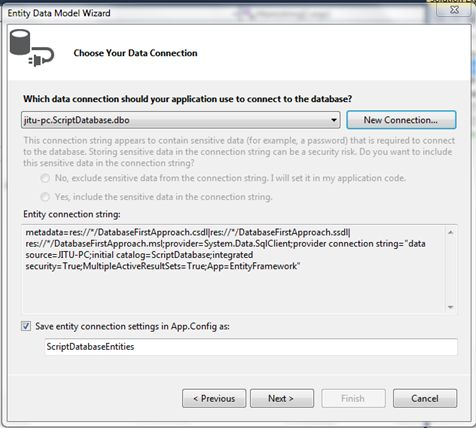 Solution Ex
Entity Data Model Wizard
Choose Your Data Connection
Which data connection should your application use to connect to the database?
jitu-pc.ScriptDatabase.dbo
New Connection...
This connection appears to contain sensitive data (for example, a password) that is required to connect
to the database. Storing sensitive data in the connection string can be a security risk. Do you want to include
this sensitive data in the connection string?
No, exclude sensitive data from the connection string. I will set it in my application code.
Yes, include the sensitive data in the connection string.
Entity connection string:
metadata=res://*/DatabaseFirstApproach.csdl|res://*/DatabaseFirstApproach.ssdl|
res://*/DatabaseFirstApproach.msl;provider=System.Data.SqlClient;provider connection string="data
source=JITU-PC;initial catalog=ScriptDatabase;integrated
security=True;MultipleActiveResultSets=True;App=EntityFramework"
Save entity connection settings in App.Config as:
ScriptDatabaseEntities
< Previous
Next >
Finish
Cancel